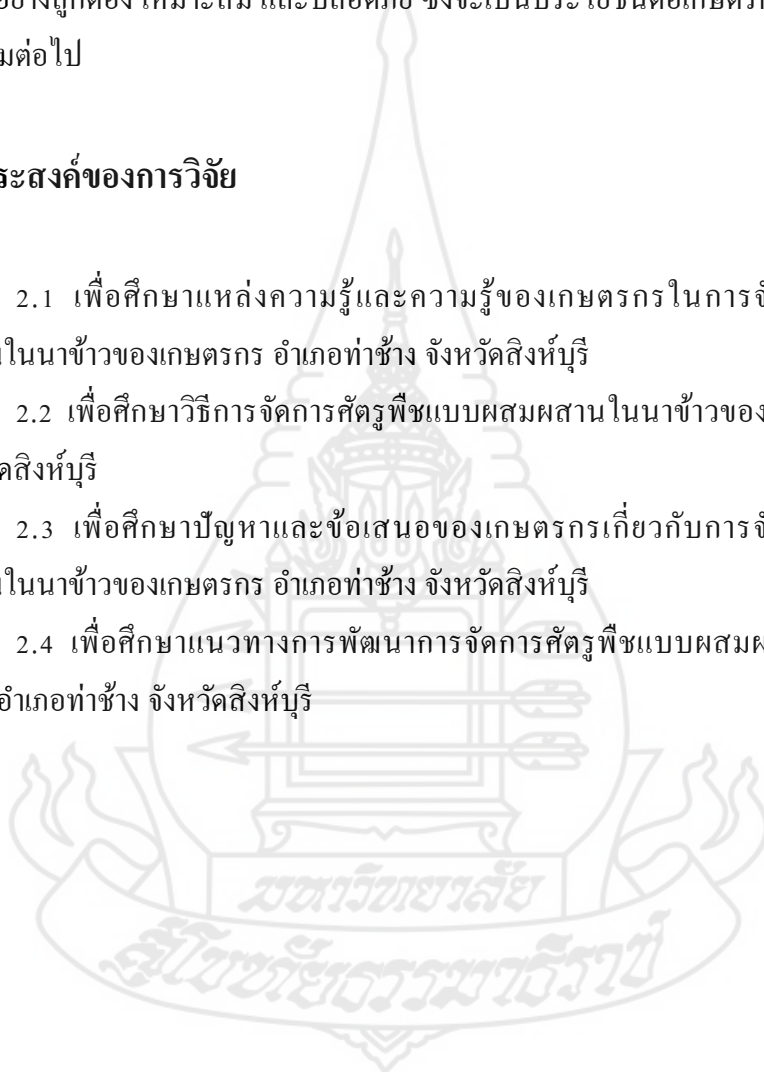 อย่างถูกต้อง เหมาะสม และปลอดภัย ซึ่งจะเป็นประโยชน์ต่อเกษตร
มต่อไป
ระสงค์ของการวิจัย
2.1 เพื่อศึกษาแหล่งความรู้และความรู้ของเกษตรกรในการจั
นในนาข้าวของเกษตรกร อำเภอท่าช้าง จังหวัดสิงห์บุรี
2.2 เพื่อศึกษาวิธีการจัดการศัตรูพืชแบบผสมผสานในนาข้าวของ
ดสิงห์บุรี
2.3 เพื่อศึกษาปัญหาและข้อเสนอของเกษตรกรเกี่ยวกับการจั
นในนาข้าวของเกษตรกร อำเภอท่าช้าง จังหวัดสิงห์บุรี
2.4 เพื่อศึกษาแนวทางการพัฒนาการจัดการศัตรูพืชแบบผสมผ
อำเภอท่าช้าง จังหวัดสิงห์บุรี
มหาวิทยาลัย
สุโขทัยธรรมาธิราช